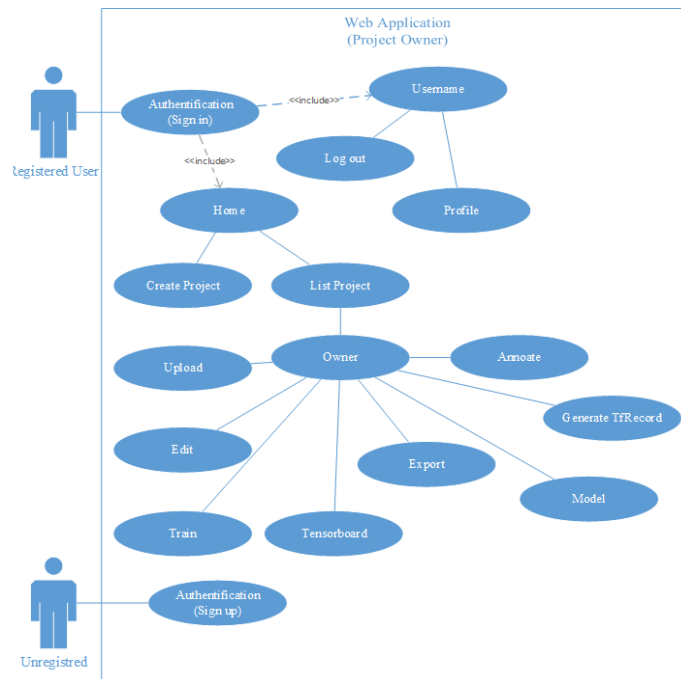 Web Application
(Project Owner)
Authentification
(Sign in)
<<include>>
Username
Registered User
<<include>>
Log out
Home
Profile
Create Project
List Project
Upload
Owner
Annoate
Generate TfRecord
Edit
Export
Model
Train
Tensorboard
Authentification
(Sign up)
Unregistred